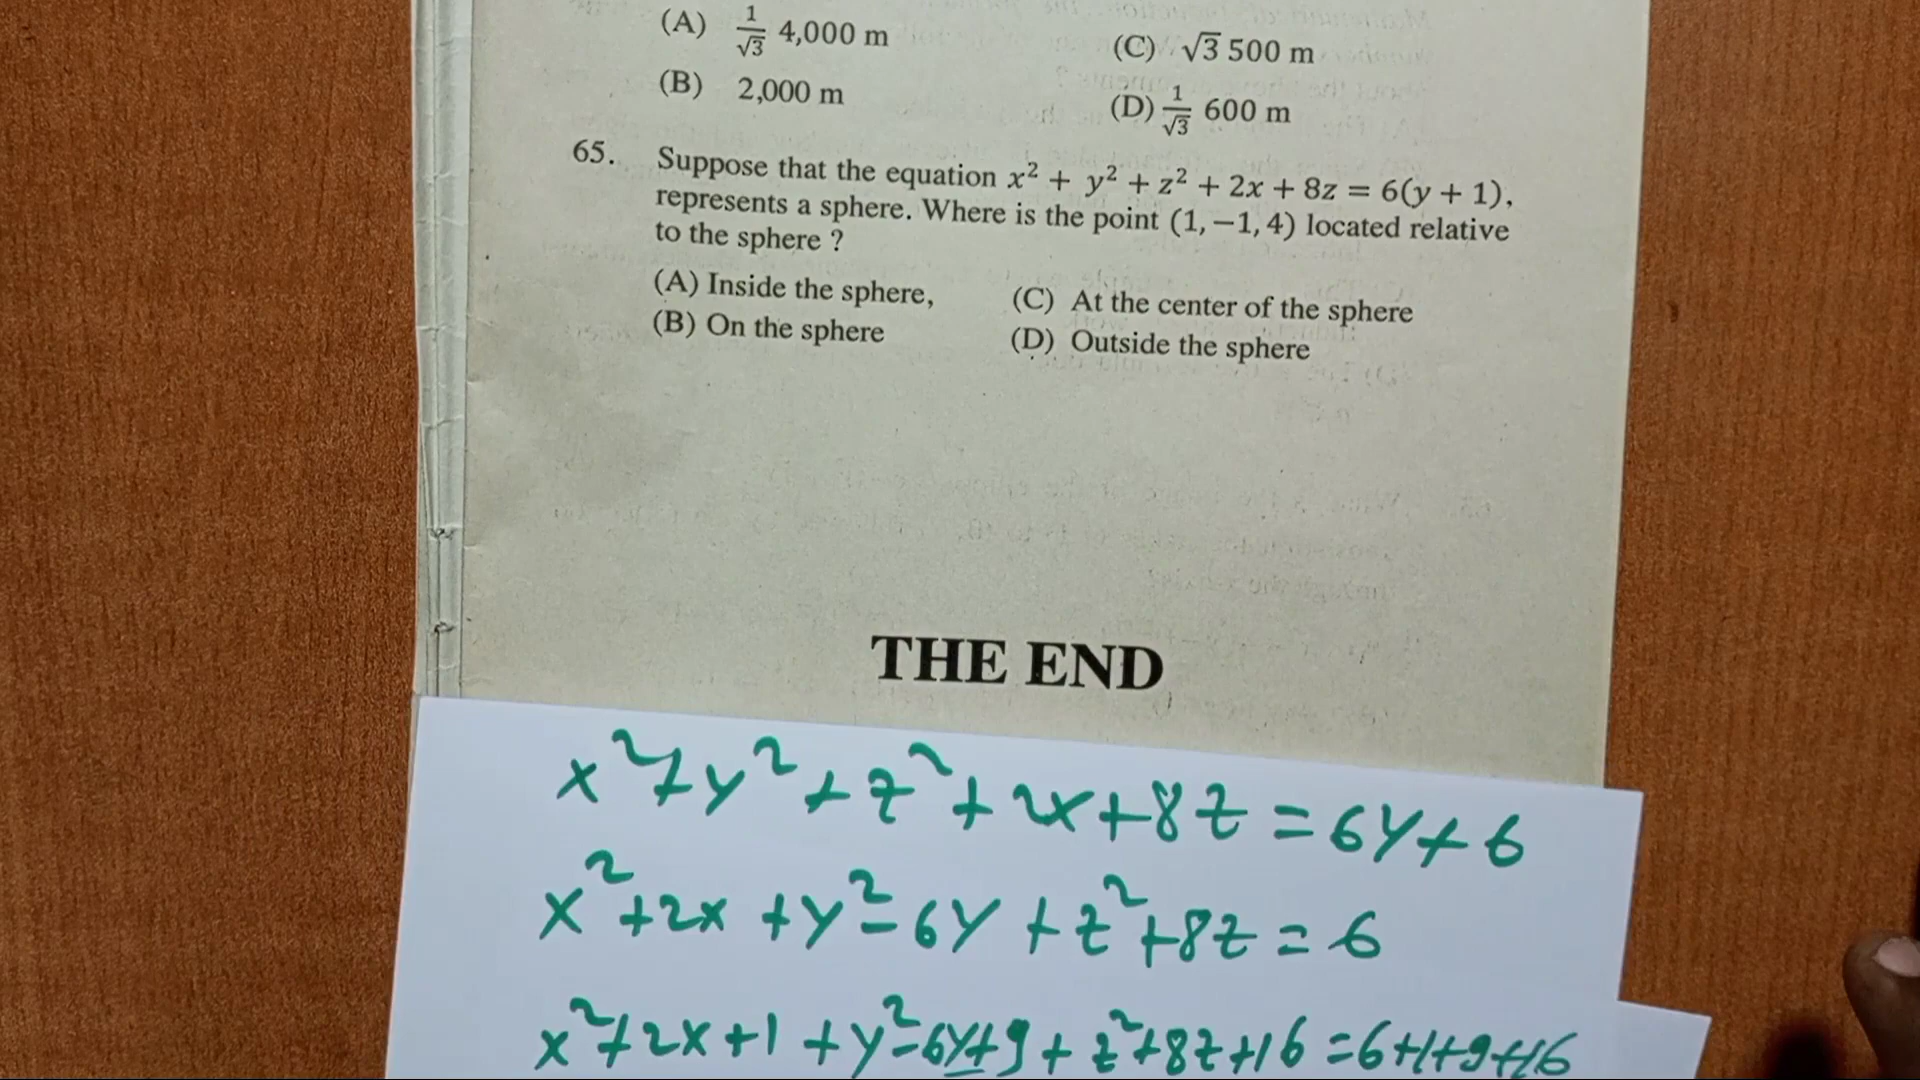 (A) 1/√3 4,000 m
(C) √3 500 m
(B) 2,000 m
(D) 1/√3 600 m
65. Suppose that the equation x² + y² + z² + 2x + 8z = 6(y + 1),
represents a sphere. Where is the point (1, −1, 4) located relative
to the sphere ?
(A) Inside the sphere,
(C) At the center of the sphere
(B) On the sphere
(D) Outside the sphere
THE END
x²+y²+z²+2x+8z=6y+6
x²+2x+y²-6y+z²+8z=6
x²+2x+1+y²-6y+9+z²+8z+16=6+1+9+16